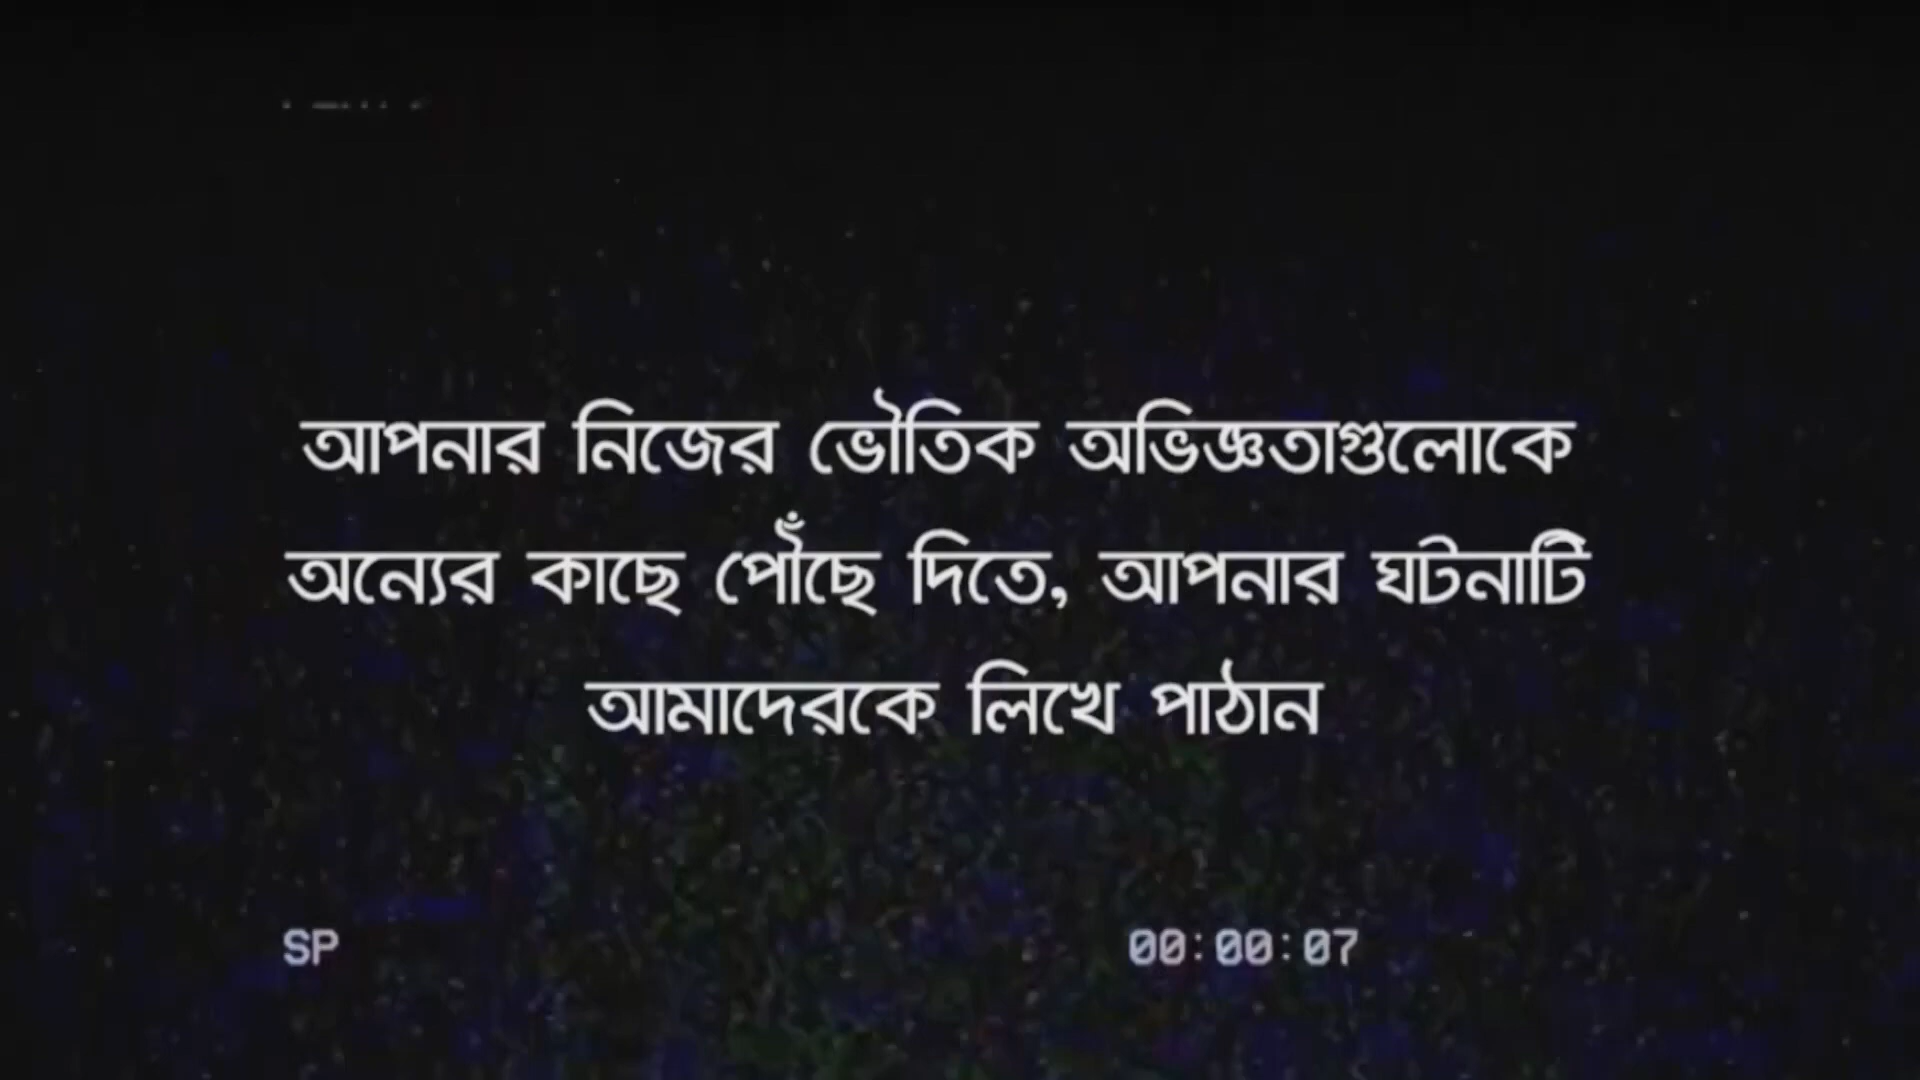 আপনার নিজের ভৌতিক অভিজ্ঞতাগুলোকে
অন্যের কাছে পৌঁছে দিতে, আপনার ঘটনাটি
আমাদেরকে লিখে পাঠান
SP 00:00:07